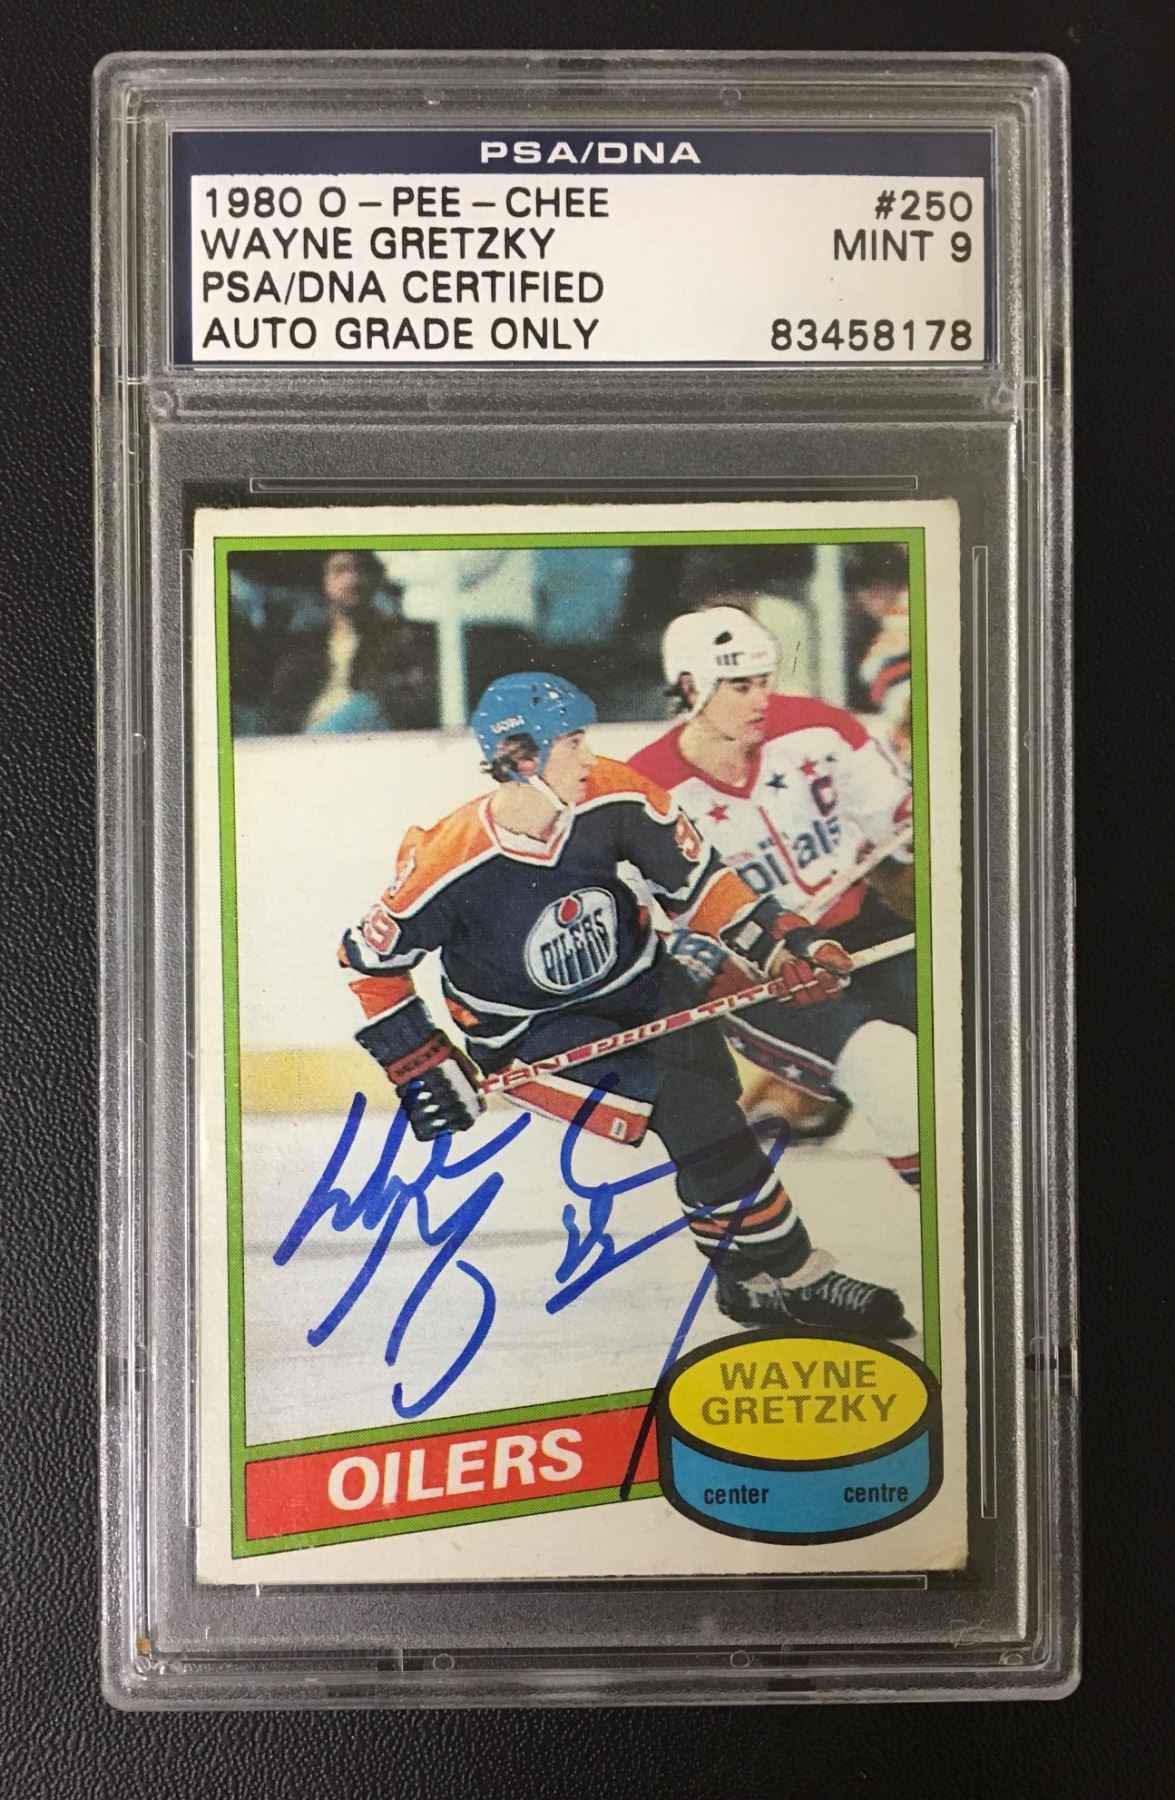 PSA/DNA
1980 O-PEE-CHEE #250
WAYNE GRETZKY MINT 9
PSA/DNA CERTIFIED
AUTO GRADE ONLY 83458178
OILERS
WAYNE
GRETZKY
center centre
OILERS